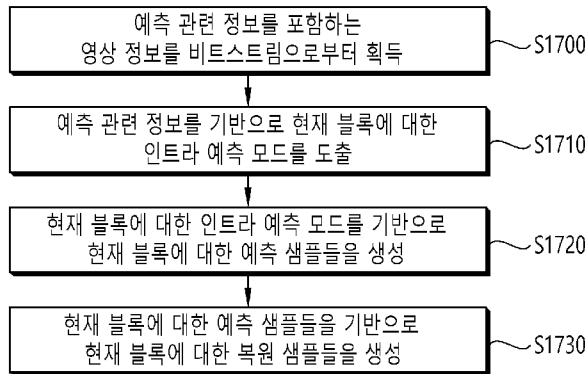 예측 관련 정보를 포함하는
영상 정보를 비트스트림으로부터 획득
S1700
예측 관련 정보를 기반으로 현재 블록에 대한
인트라 예측 모드를 도출
S1710
현재 블록에 대한 인트라 예측 모드를 기반으로
현재 블록에 대한 예측 샘플들을 생성
S1720
현재 블록에 대한 예측 샘플들을 기반으로
현재 블록에 대한 복원 샘플들을 생성
S1730